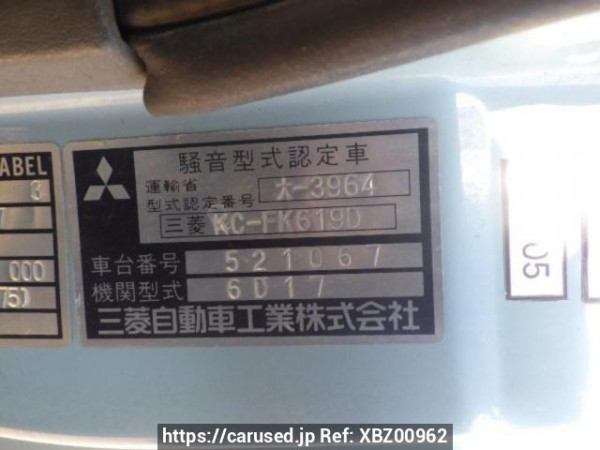 ABEL
3
7
000
75)
騒音型式認定車
運輸省
型式認定番号 大-3964
三菱 KC-FK619D
車台番号 521067
機関型式 6D17
三菱自動車工業株式会社
05
https://carused.jp Ref: XBZ00962